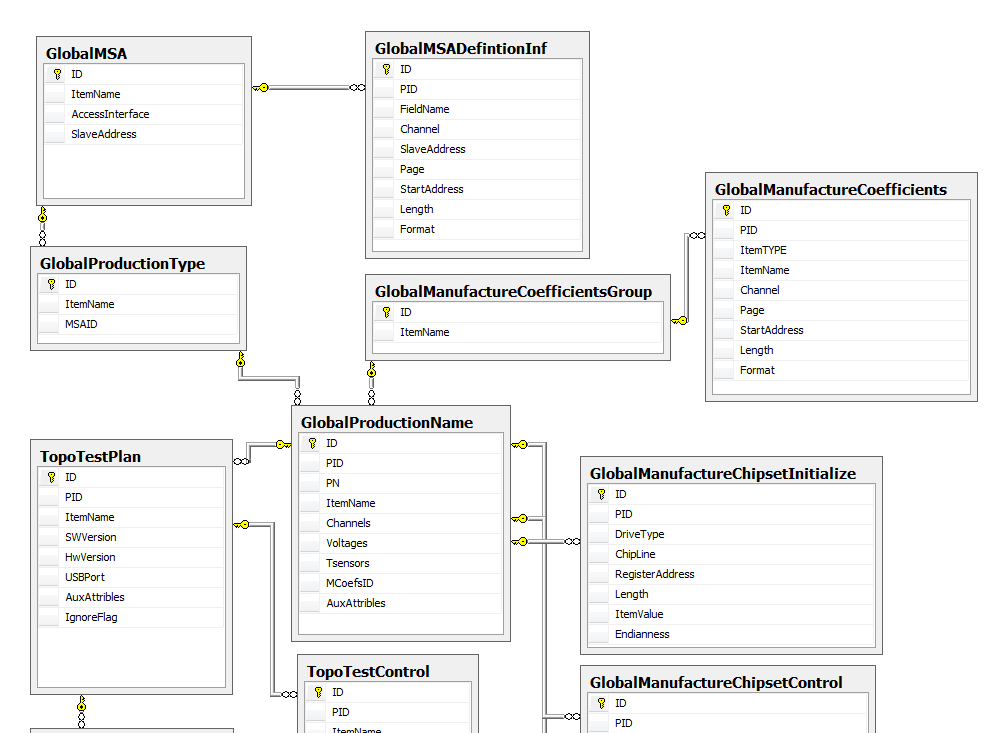 GlobalMSA
ID
ItemName
AccessInterface
SlaveAddress
GlobalMSADefintionInf
ID
PID
FieldName
Channel
SlaveAddress
Page
StartAddress
Length
Format
GlobalManufactureCoefficients
ID
PID
ItemTYPE
ItemName
Channel
Page
StartAddress
Length
Format
GlobalProductionType
ID
ItemName
MSAID
GlobalManufactureCoefficientsGroup
ID
ItemName
GlobalProductionName
ID
PID
PN
ItemName
Channels
Voltages
Tsensors
MCoefsID
AuxAttribles
TopoTestPlan
ID
PID
ItemName
SWVersion
HwVersion
USBPort
AuxAttribles
IgnoreFlag
GlobalManufactureChipsetInitialize
ID
PID
DriveType
ChipLine
RegisterAddress
Length
ItemValue
Endianness
TopoTestControl
ID
PID
ItemName
GlobalManufactureChipsetControl
ID
PID